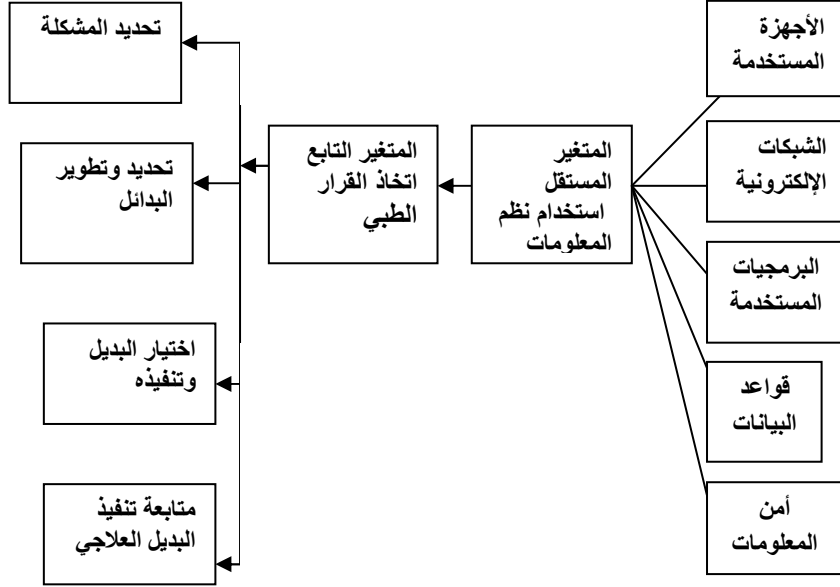 الأجهزة
المستخدمة
الشبكات
الإلكترونية
البرمجيات
المستخدمة
قواعد
البيانات
أمن
المعلومات
المتغير
المستقل
استخدام نظم
المعلومات
المتغير التابع
اتخاذ القرار
الطبي
تحديد المشكلة
تحديد وتطوير
البدائل
اختيار البديل
وتنفيذه
متابعة تنفيذ
البديل العلاجي